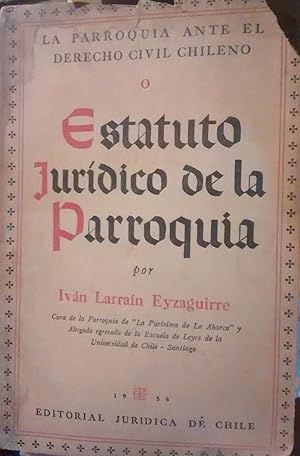 LA PARROQUIA ANTE EL
DERECHO CIVIL CHILENO
O
Estatuto
Jurídico de la
Parroquia
por
Iván Larraín Eyzaguirre
Cura de la Parroquia de "La Purísima de Lo Abarca" y
Abogado egresado de la Escuela de Leyes de la
Universidad de Chile - Santiago
1956
EDITORIAL JURIDICA DE CHILE